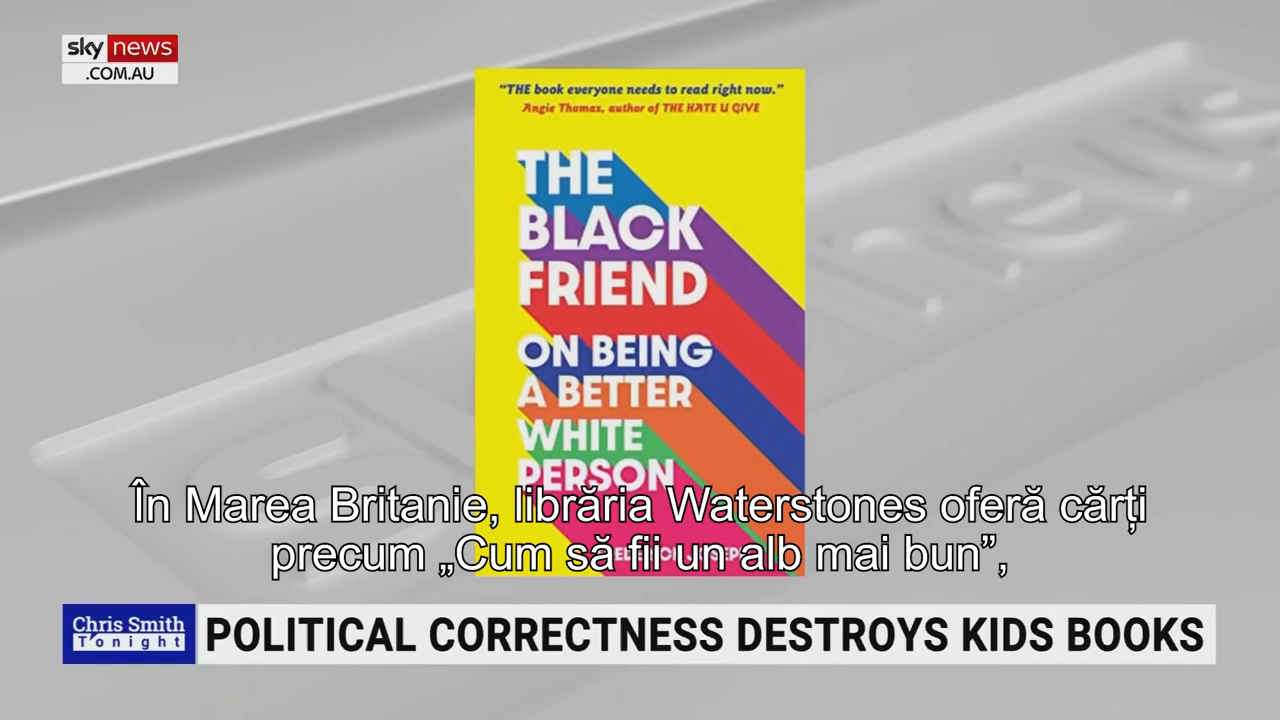 sky news
.COM.AU
“THE book everyone needs to read right now.”
Angie Thomas, author of THE HATE U GIVE
THE
BLACK
FRIEND
ON BEING
A BETTER
WHITE
PERSON
În Marea Britanie, librăria Waterstones oferă cărți
precum „Cum să fii un alb mai bun”,
Chris Smith
Tonight
POLITICAL CORRECTNESS DESTROYS KIDS BOOKS